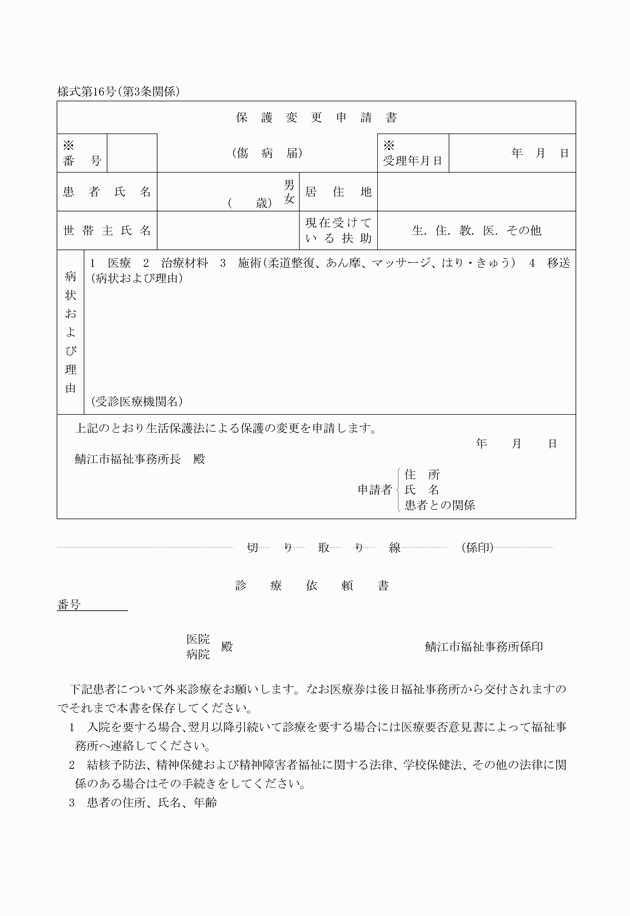 様式第16号(第3条関係)
保護変更申請書
(傷病届)
※
番号
※
受理年月日
年　月　日
患者氏名
(　　歳)
男
女
居住地
世帯主氏名
現在受けて
いる扶助
生．住．教．医．その他
病状および理由
1　医療　2　治療材料　3　施術(柔道整復、あん摩、マッサージ、はり・きゅう)　4　移送
(病状および理由)
(受診医療機関名)
上記のとおり生活保護法による保護の変更を申請します。
年　月　日
鯖江市福祉事務所長　殿
申請者
住　所
氏　名
患者との関係
切り取り線　(係印)
診療依頼書
番号
医院
病院
殿
鯖江市福祉事務所係印
下記患者について外来診療をお願いします。なお医療券は後日福祉事務所から交付されますの
でそれまで本書を保存してください。
1　入院を要する場合、翌月以降引続いて診療を要する場合には医療要否意見書によって福祉事
務所へ連絡してください。
2　結核予防法、精神保健および精神障害者福祉に関する法律、学校保健法、その他の法律に関
係のある場合はその手続きをしてください。
3　患者の住所、氏名、年齢